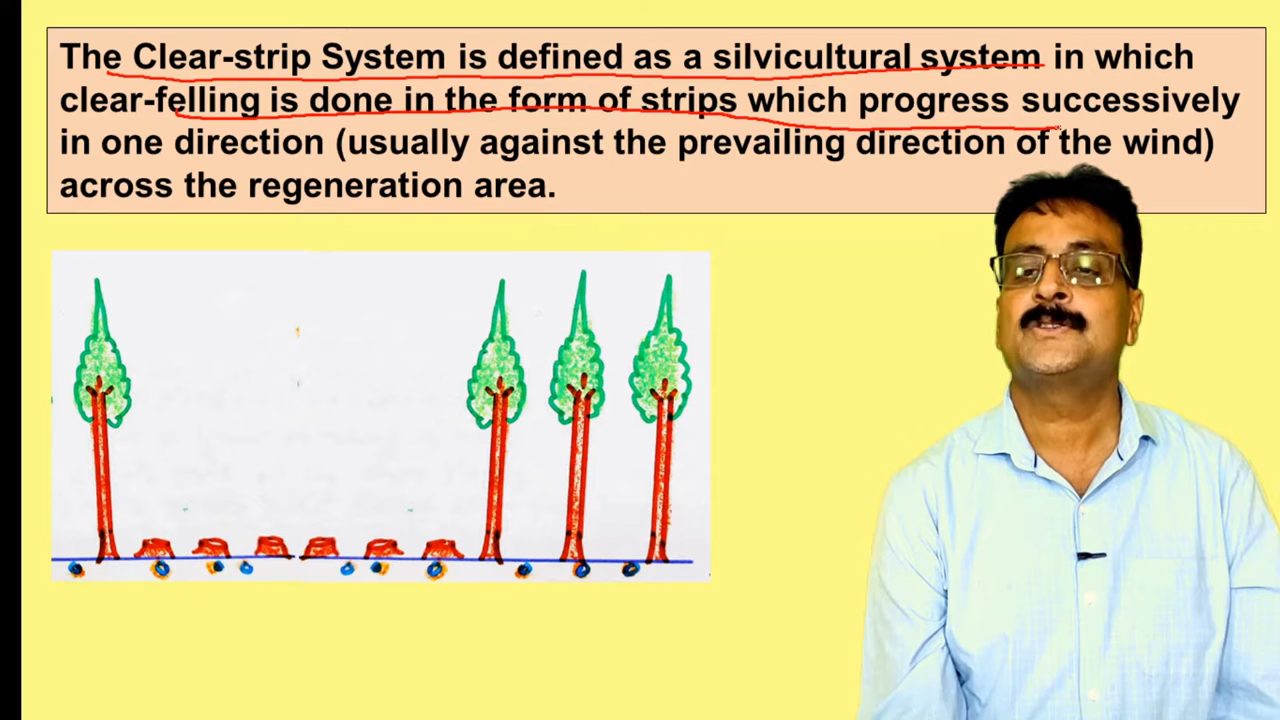 The Clear-strip System is defined as a silvicultural system in which
clear-felling is done in the form of strips which progress successively
in one direction (usually against the prevailing direction of the wind)
across the regeneration area.